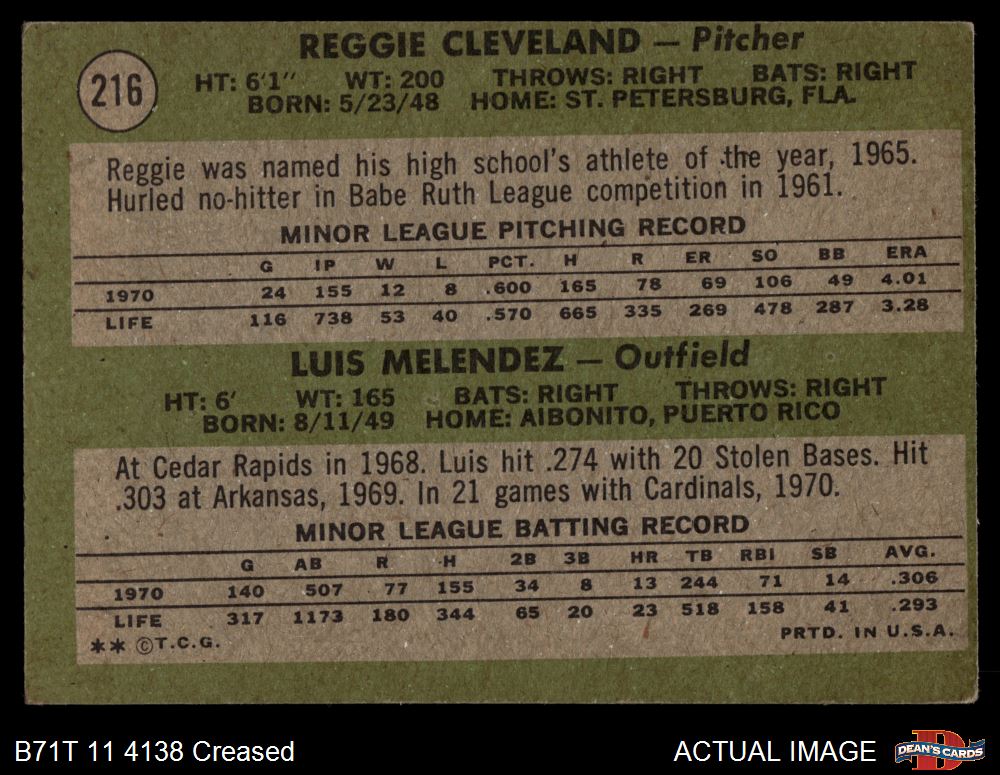 216
REGGIE CLEVELAND — Pitcher
HT: 6'1" WT: 200 THROWS: RIGHT BATS: RIGHT
BORN: 5/23/48 HOME: ST. PETERSBURG, FLA.
Reggie was named his high school's athlete of the year, 1965.
Hurled no-hitter in Babe Ruth League competition in 1961.
MINOR LEAGUE PITCHING RECORD
G IP W L PCT. H R ER SO BB ERA
1970 24 155 12 8 .600 165 78 69 106 49 4.01
LIFE 116 738 53 40 .570 665 335 269 478 287 3.28
LUIS MELENDEZ — Outfield
HT: 6' WT: 165 BATS: RIGHT THROWS: RIGHT
BORN: 8/11/49 HOME: AIBONITO, PUERTO RICO
At Cedar Rapids in 1968. Luis hit .274 with 20 Stolen Bases. Hit
.303 at Arkansas, 1969. In 21 games with Cardinals, 1970.
MINOR LEAGUE BATTING RECORD
G AB R H 2B 3B HR TB RBI SB AVG.
1970 140 507 77 155 34 8 13 244 71 14 .306
LIFE 317 1173 180 344 65 20 23 518 158 41 .293
** ©T.C.G. PRTD. IN U.S.A.
B71T 11 4138 Creased ACTUAL IMAGE DEAN'S CARDS